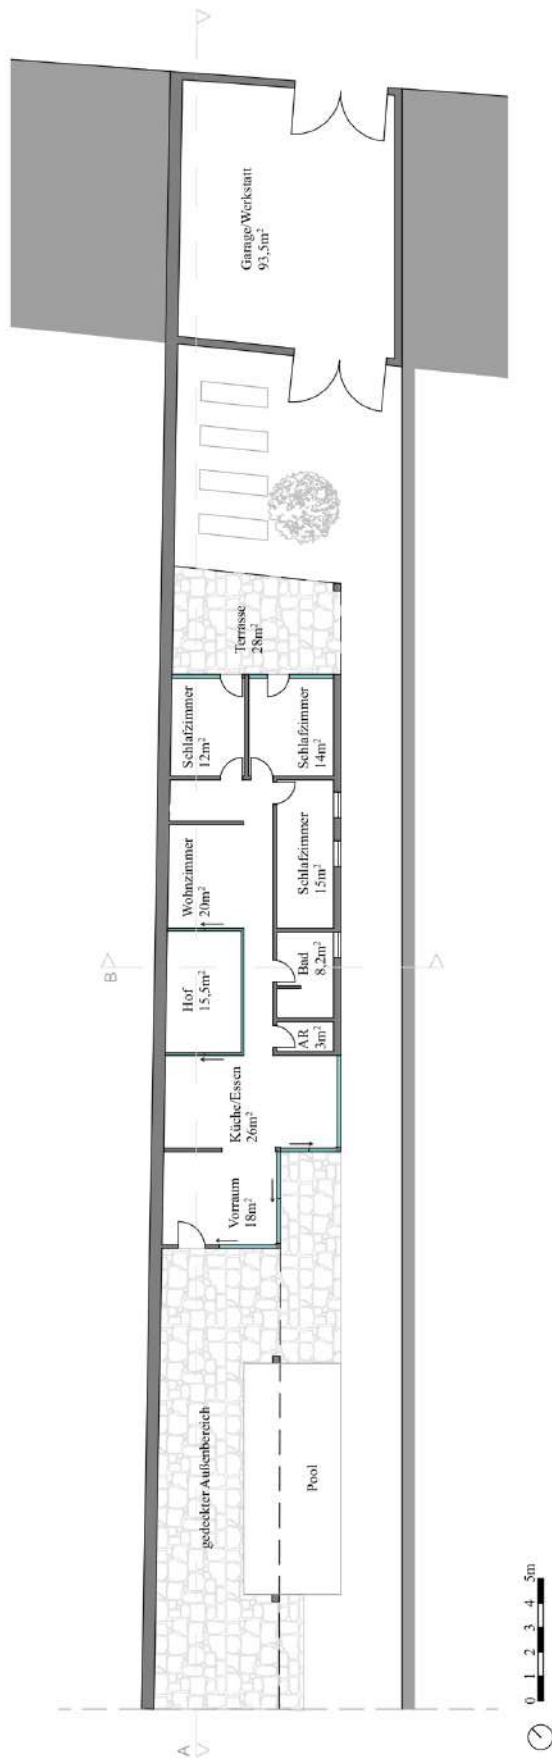 Garage/Werkstatt
93,5m²
Terrasse
28m²
Schlafzimmer
12m²
Schlafzimmer
14m²
Wohnzimmer
20m²
Schlafzimmer
15m²
B
Hof
15,5m²
Bad
8,2m²
AR
3m²
Küche/Essen
26m²
Vorraum
18m²
gedeckter Außenbereich
Pool
A
0 1 2 3 4 5m